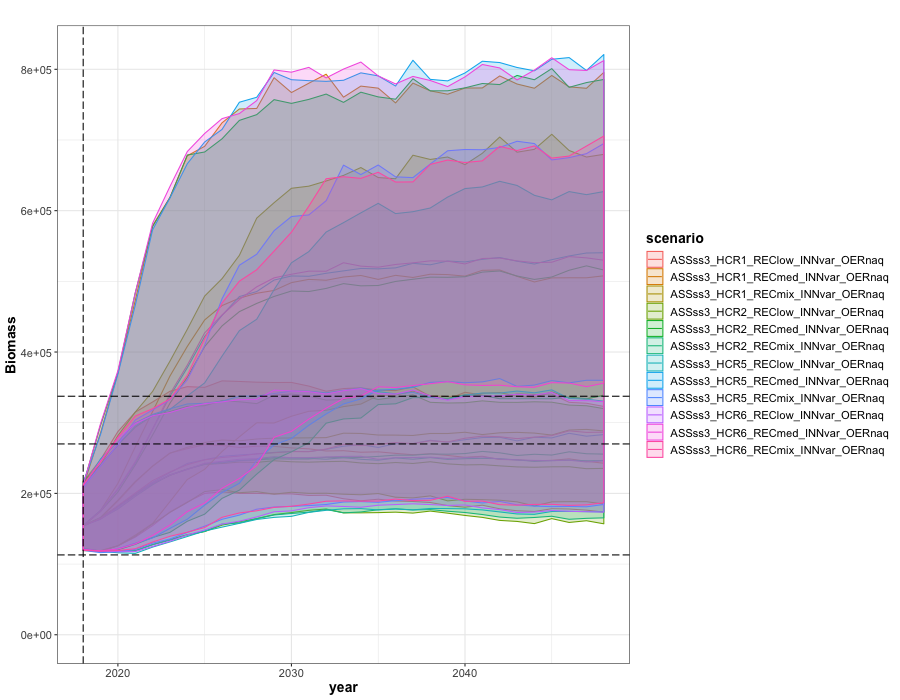 8e+05
6e+05
4e+05
2e+05
0e+00
Biomass
2020
2030
2040
year
scenario
ASSss3_HCR1_REClow_INNvar_OERnaq
ASSss3_HCR1_RECmed_INNvar_OERnaq
ASSss3_HCR1_RECmix_INNvar_OERnaq
ASSss3_HCR2_REClow_INNvar_OERnaq
ASSss3_HCR2_RECmed_INNvar_OERnaq
ASSss3_HCR2_RECmix_INNvar_OERnaq
ASSss3_HCR5_REClow_INNvar_OERnaq
ASSss3_HCR5_RECmed_INNvar_OERnaq
ASSss3_HCR5_RECmix_INNvar_OERnaq
ASSss3_HCR6_REClow_INNvar_OERnaq
ASSss3_HCR6_RECmed_INNvar_OERnaq
ASSss3_HCR6_RECmix_INNvar_OERnaq